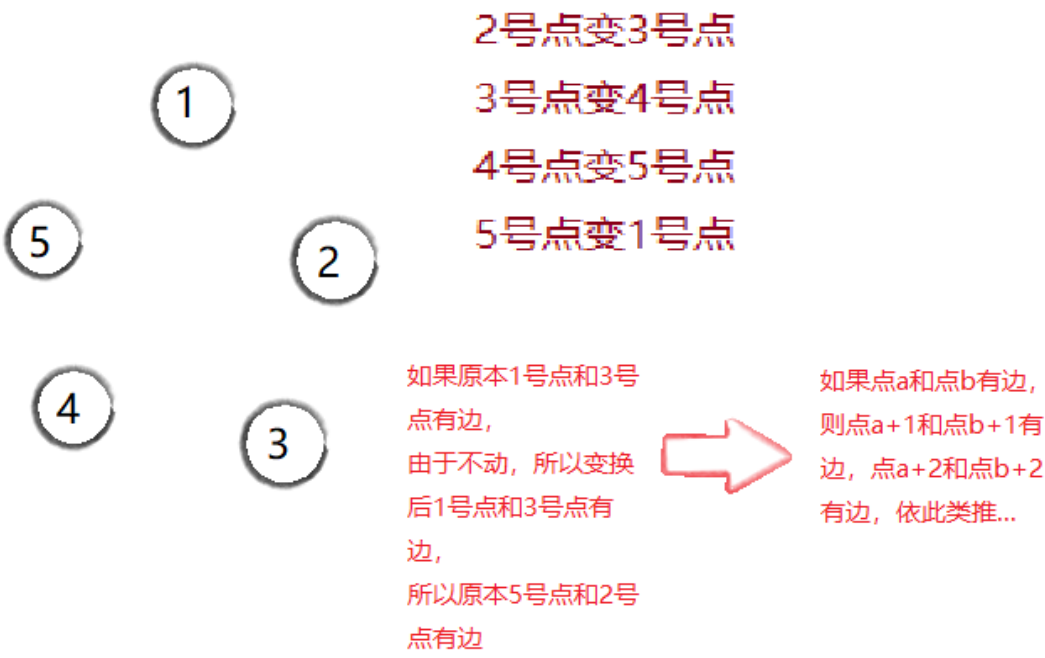 2号点变3号点
3号点变4号点
4号点变5号点
5号点变1号点
1
5
2
4
3
如果原本1号点和3号
点有边，
由于不动，所以变换
后1号点和3号点有
边，
所以原本5号点和2号
点有边
如果点a和点b有边，
则点a+1和点b+1有
边，点a+2和点b+2
有边，依此类推...